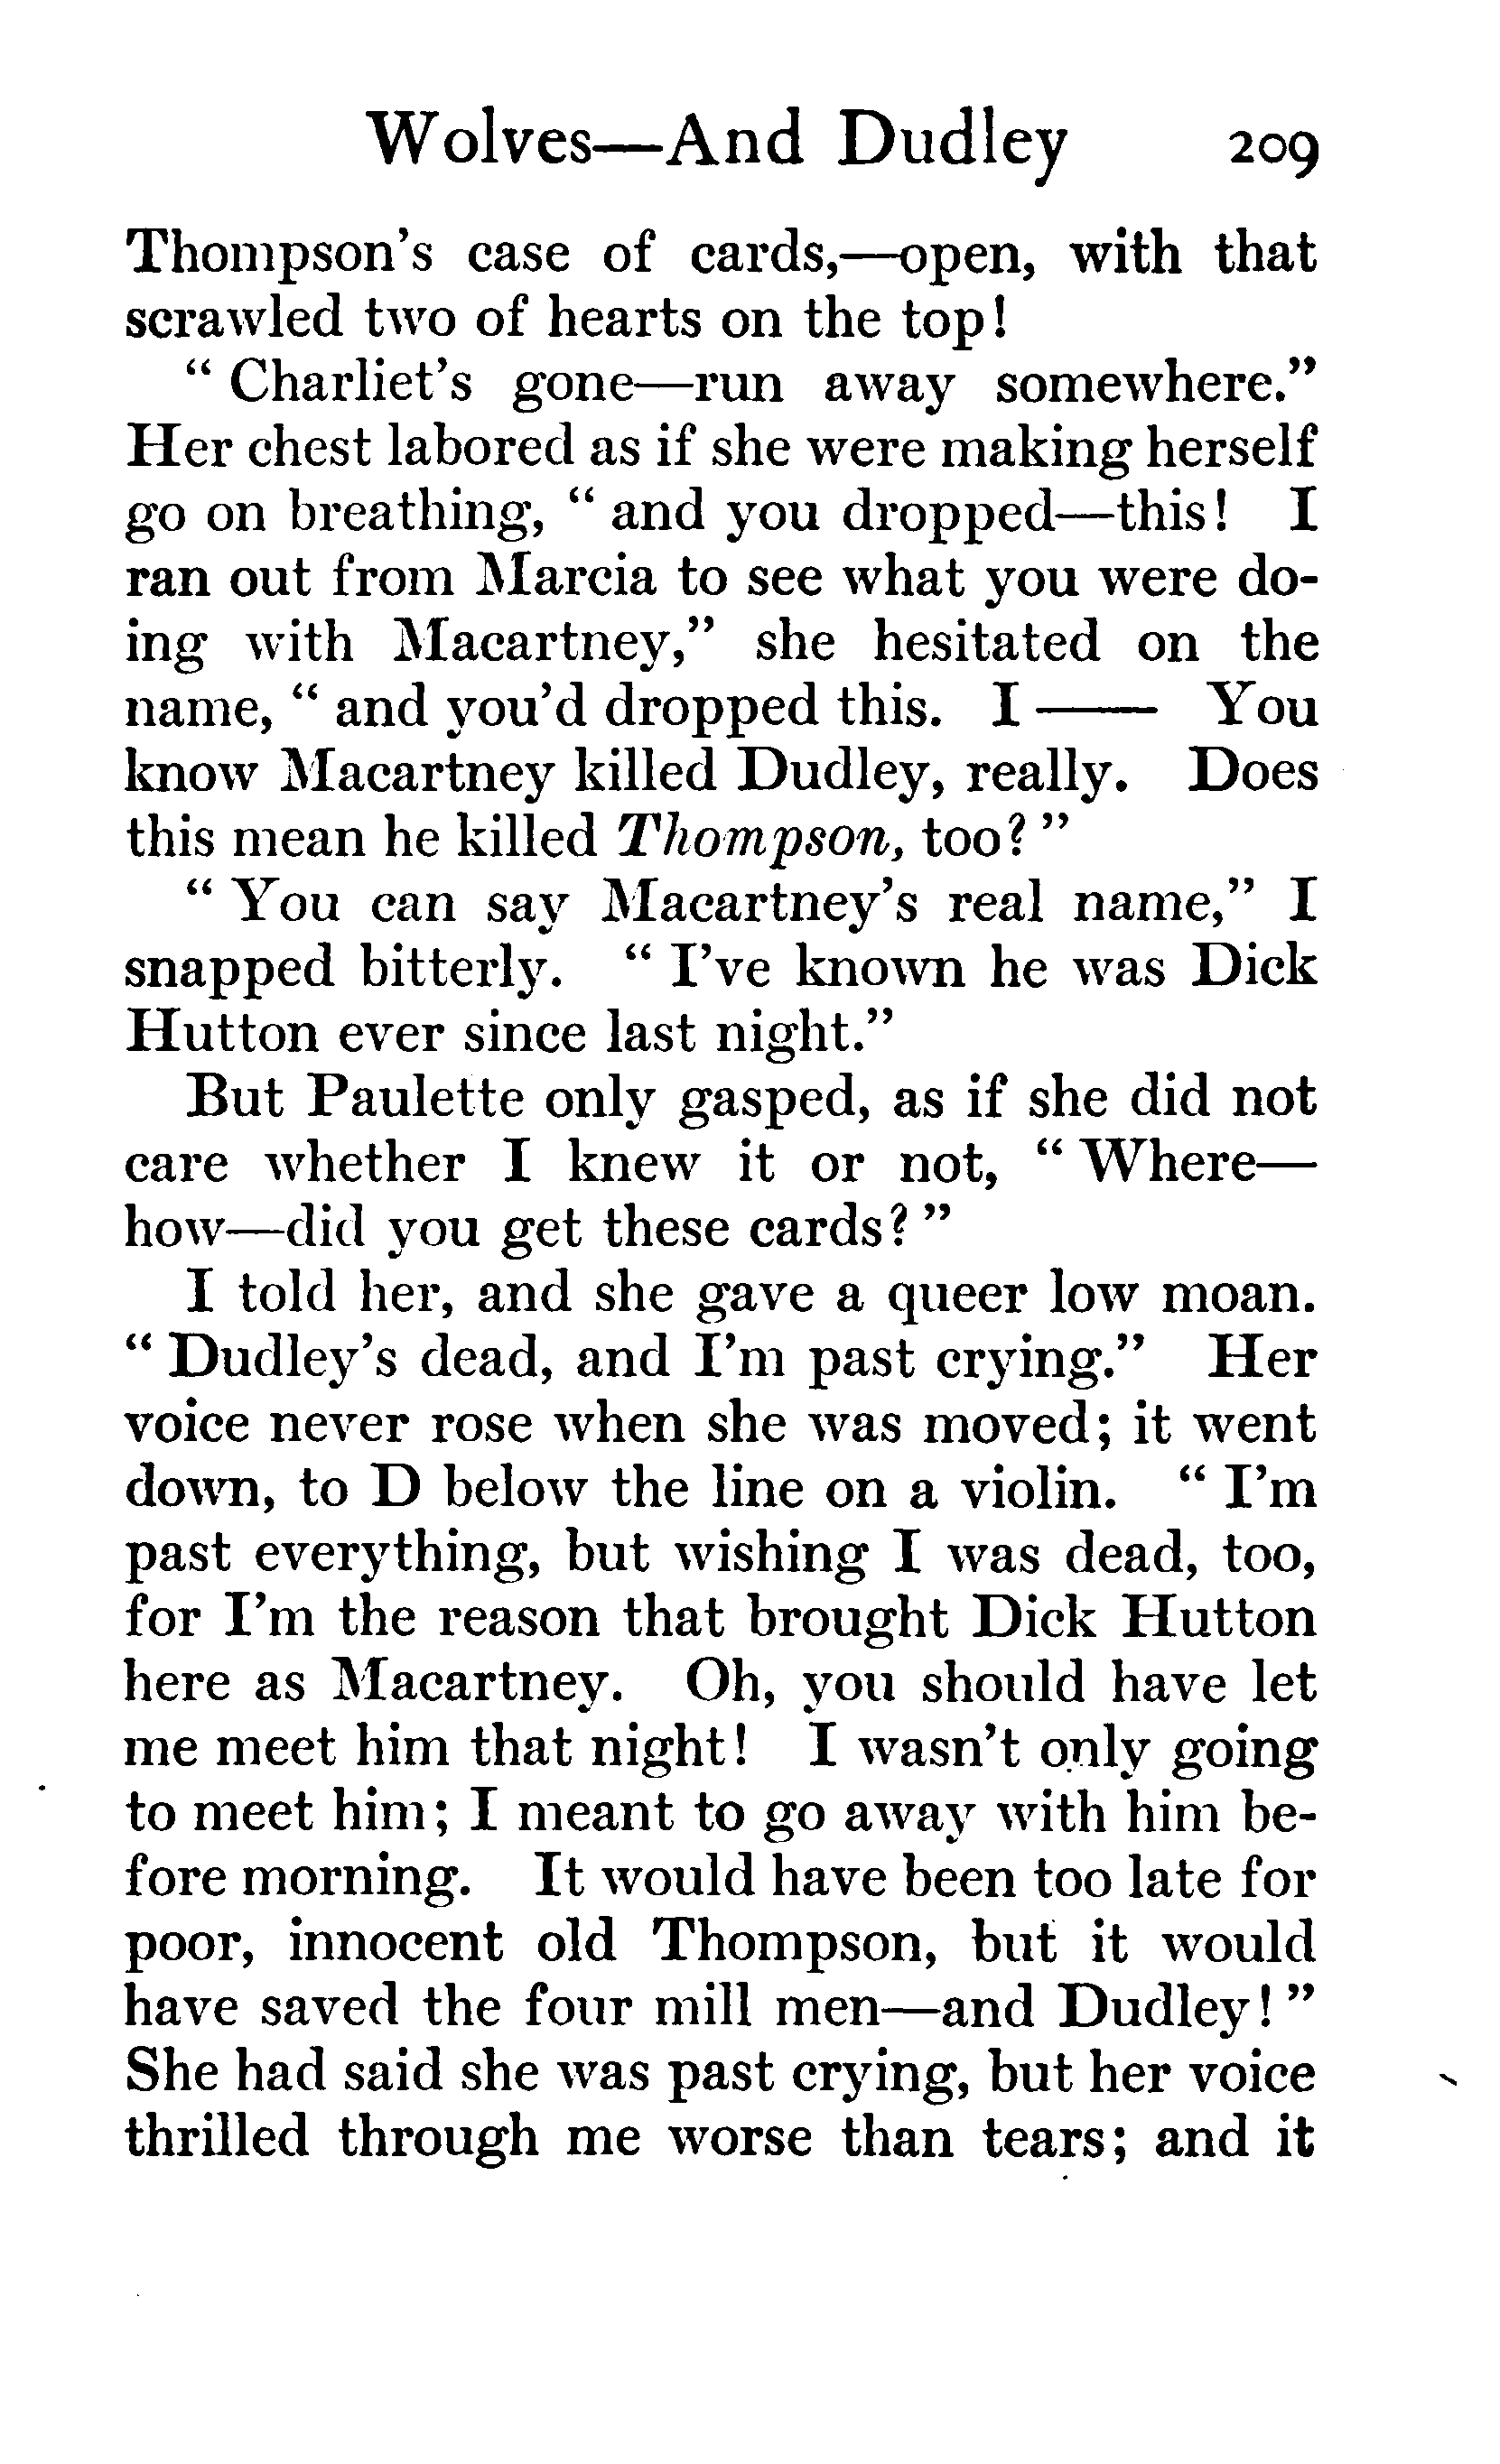 Wolves—And Dudley 209
Thompson's case of cards,—open, with that
scrawled two of hearts on the top!
" Charliet's gone—run away somewhere."
Her chest labored as if she were making herself
go on breathing, " and you dropped—this! I
ran out from Marcia to see what you were do-
ing with Macartney," she hesitated on the
name, " and you'd dropped this. I —— You
know Macartney killed Dudley, really. Does
this mean he killed Thompson, too? "
" You can say Macartney's real name," I
snapped bitterly. " I've known he was Dick
Hutton ever since last night."
But Paulette only gasped, as if she did not
care whether I knew it or not, " Where—
how—did you get these cards? "
I told her, and she gave a queer low moan.
" Dudley's dead, and I'm past crying." Her
voice never rose when she was moved; it went
down, to D below the line on a violin. " I'm
past everything, but wishing I was dead, too,
for I'm the reason that brought Dick Hutton
here as Macartney. Oh, you should have let
me meet him that night! I wasn't only going
to meet him; I meant to go away with him be-
fore morning. It would have been too late for
poor, innocent old Thompson, but it would
have saved the four mill men—and Dudley! "
She had said she was past crying, but her voice
thrilled through me worse than tears; and it